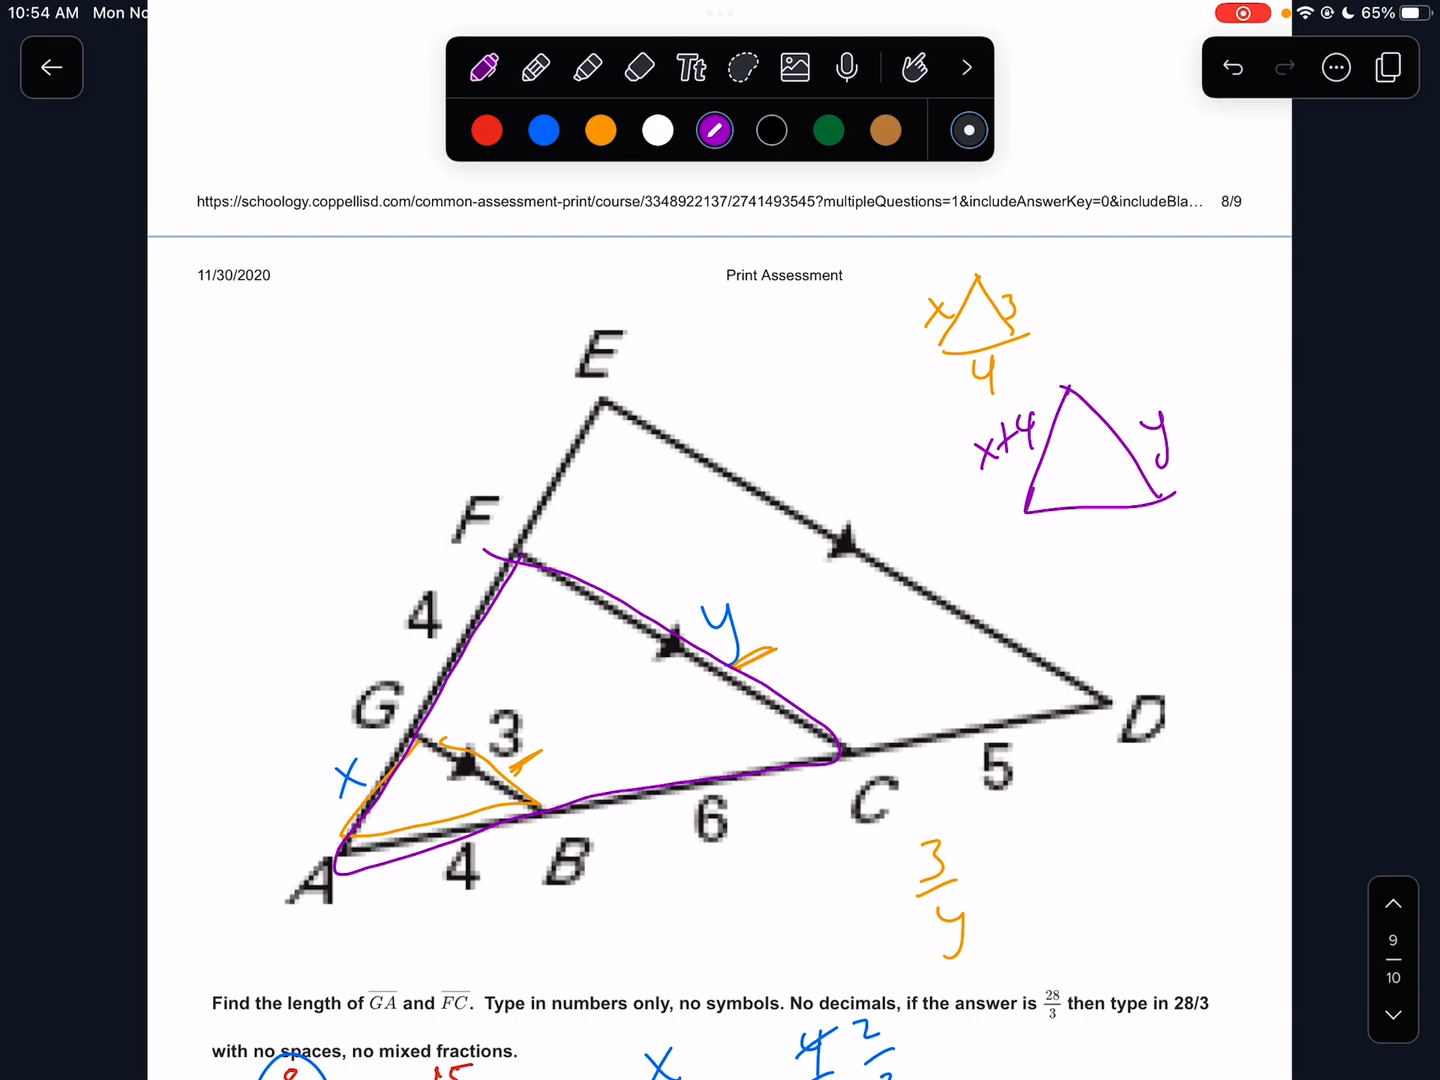 10:54 AM Mon No
65%
Tt
https://schoology.coppellisd.com/common-assessment-print/course/3348922137/2741493545?multipleQuestions=1&includeAnswerKey=0&includeBla… 8/9
11/30/2020 Print Assessment
x 3
4
x+4 y
E
F
4
y
G
3
D
x
5
C
6
B
4
A
3
y
9
10
Find the length of GA and FC. Type in numbers only, no symbols. No decimals, if the answer is 28/3 then type in 28/3
with no spaces, no mixed fractions.
x 4 2